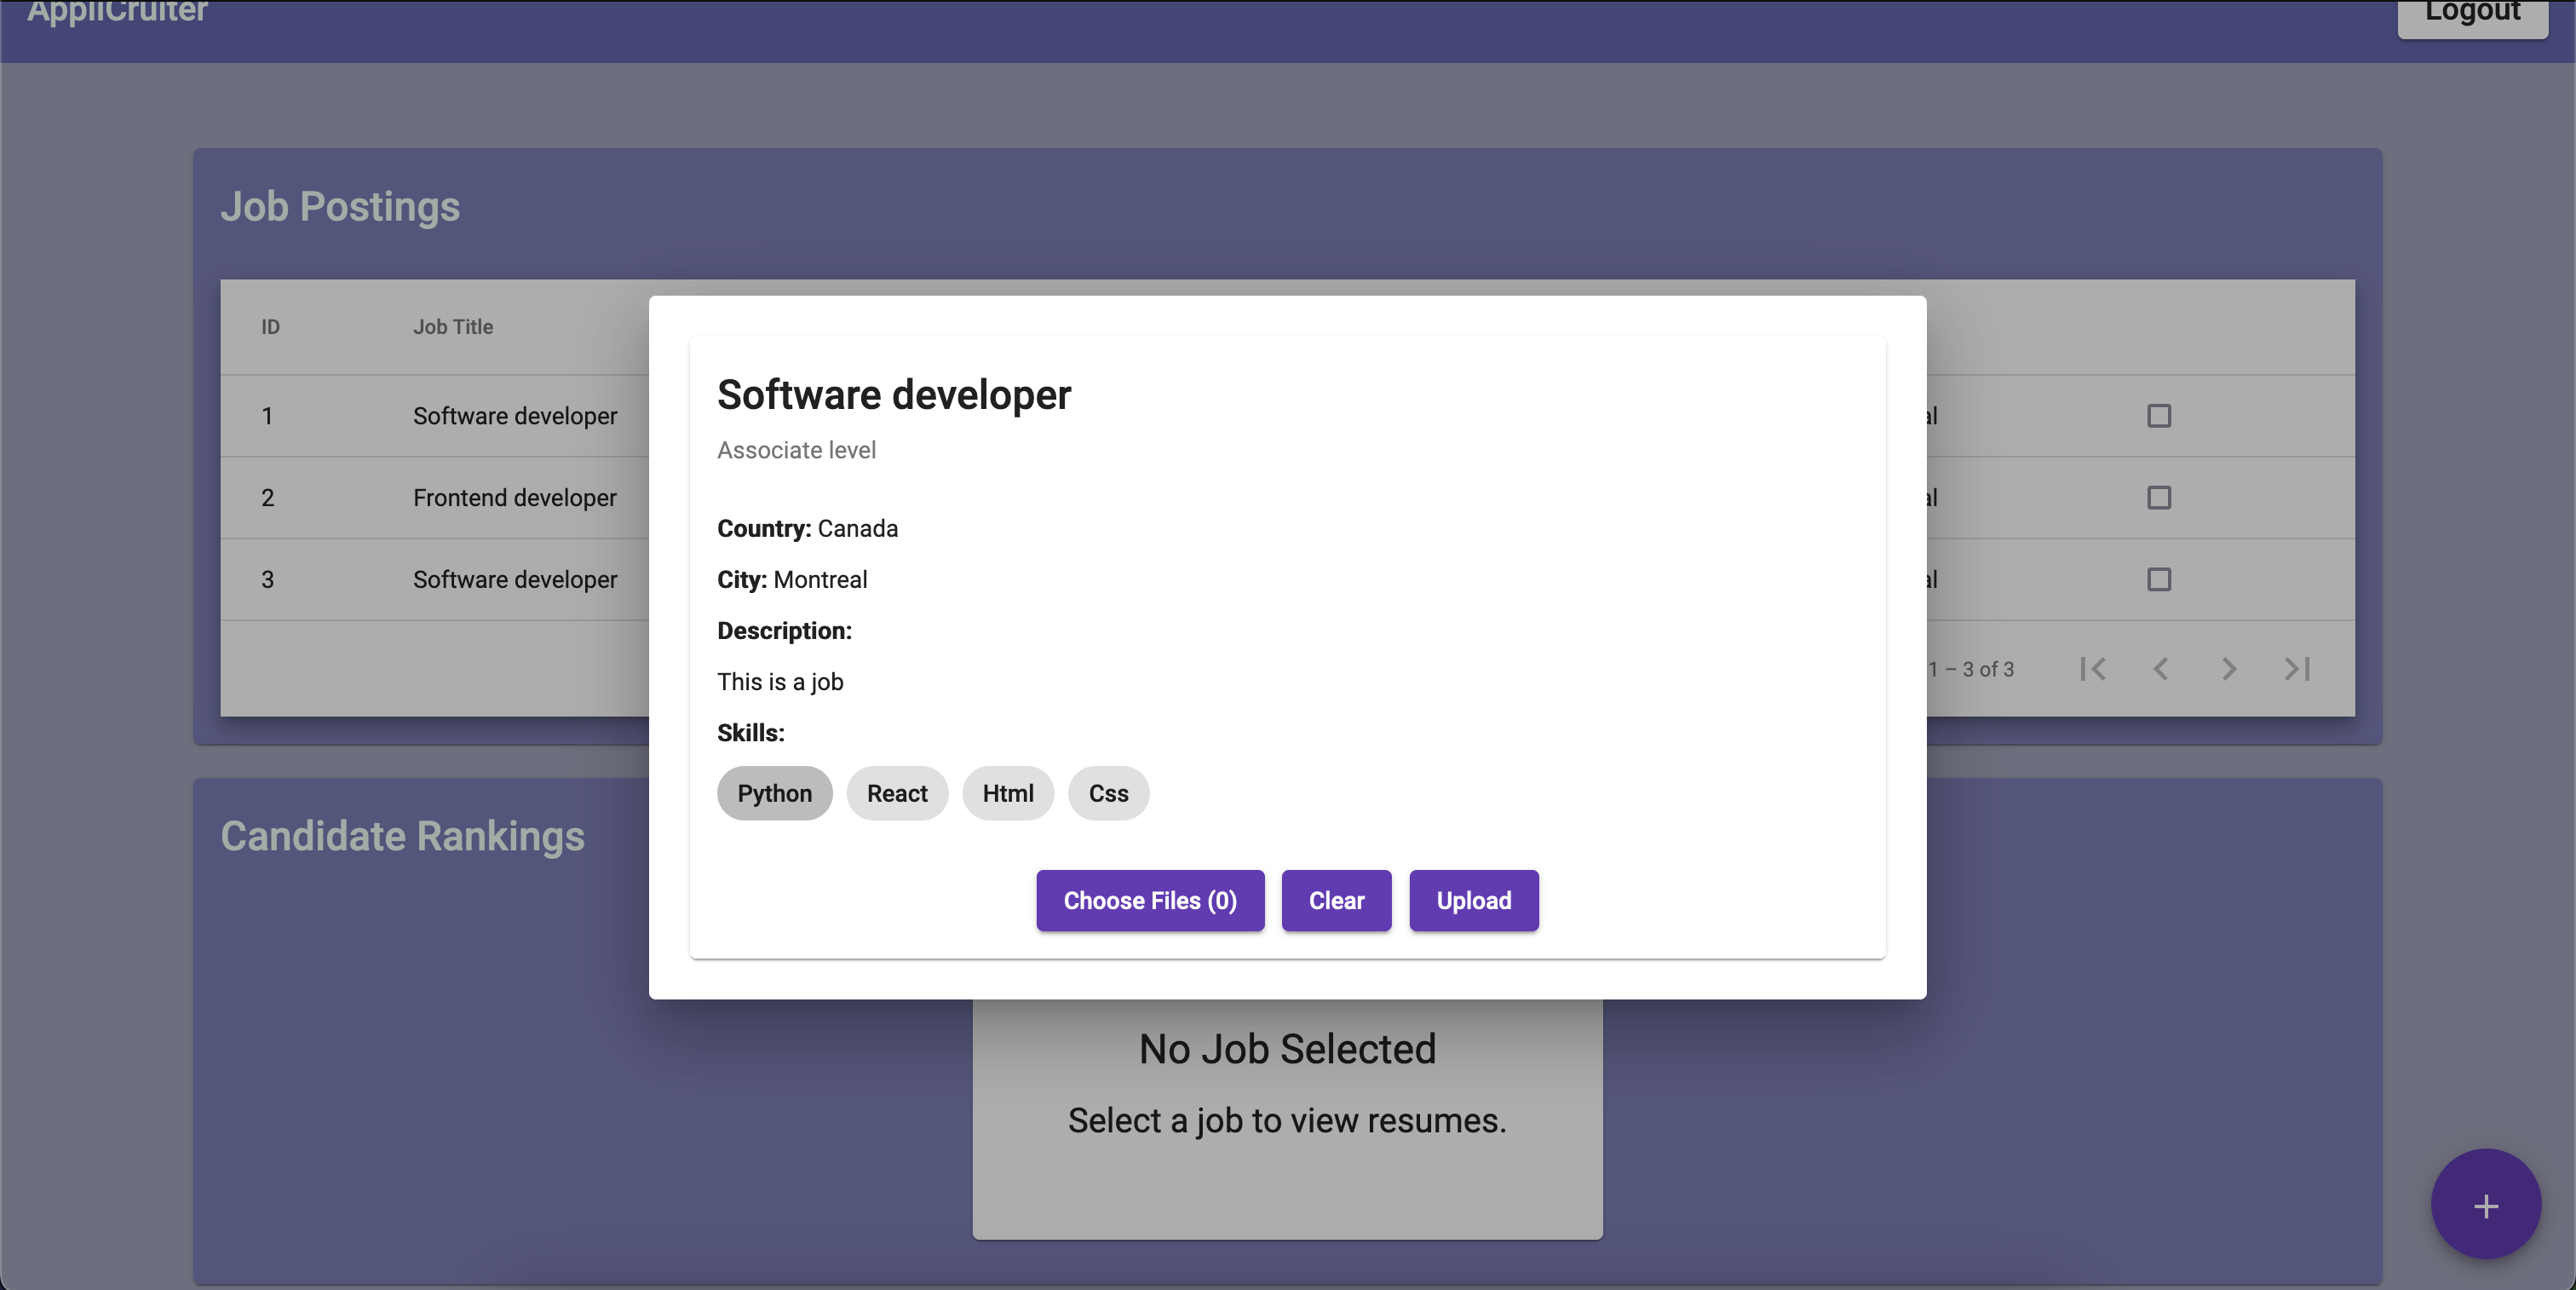 AppliCruiter
Logout
Job Postings
ID Job Title
1 Software developer
2 Frontend developer
3 Software developer
al
al
al
1 – 3 of 3
Software developer
Associate level
Country: Canada
City: Montreal
Description:
This is a job
Skills:
Python React Html Css
Choose Files (0) Clear Upload
Candidate Rankings
No Job Selected
Select a job to view resumes.
+